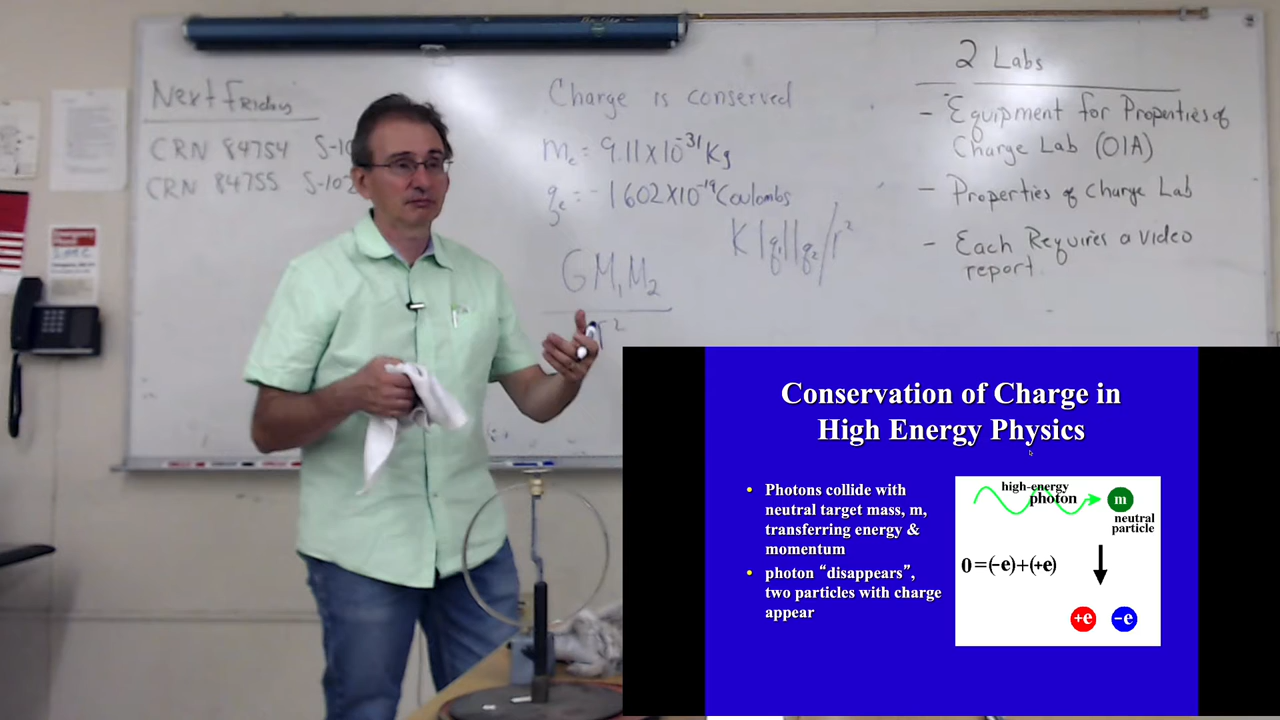 Next Friday
CRN 84754 S-10
CRN 84755 S-102
Charge is conserved
me = 9.11X10^-31 Kg
qe = -1602X10^-19 Coulombs
GM1M2
r^2
K|q1||q2|/r^2
2 Labs
- Equipment for Properties of
Charge Lab (OIA)
- Properties of Charge Lab
- Each Requires a video
report.
Conservation of Charge in
High Energy Physics
• Photons collide with
neutral target mass, m,
transferring energy &
momentum
• photon “disappears”,
two particles with charge
appear
high-energy
photon
m
neutral
particle
0=(-e)+(+e)
+e -e